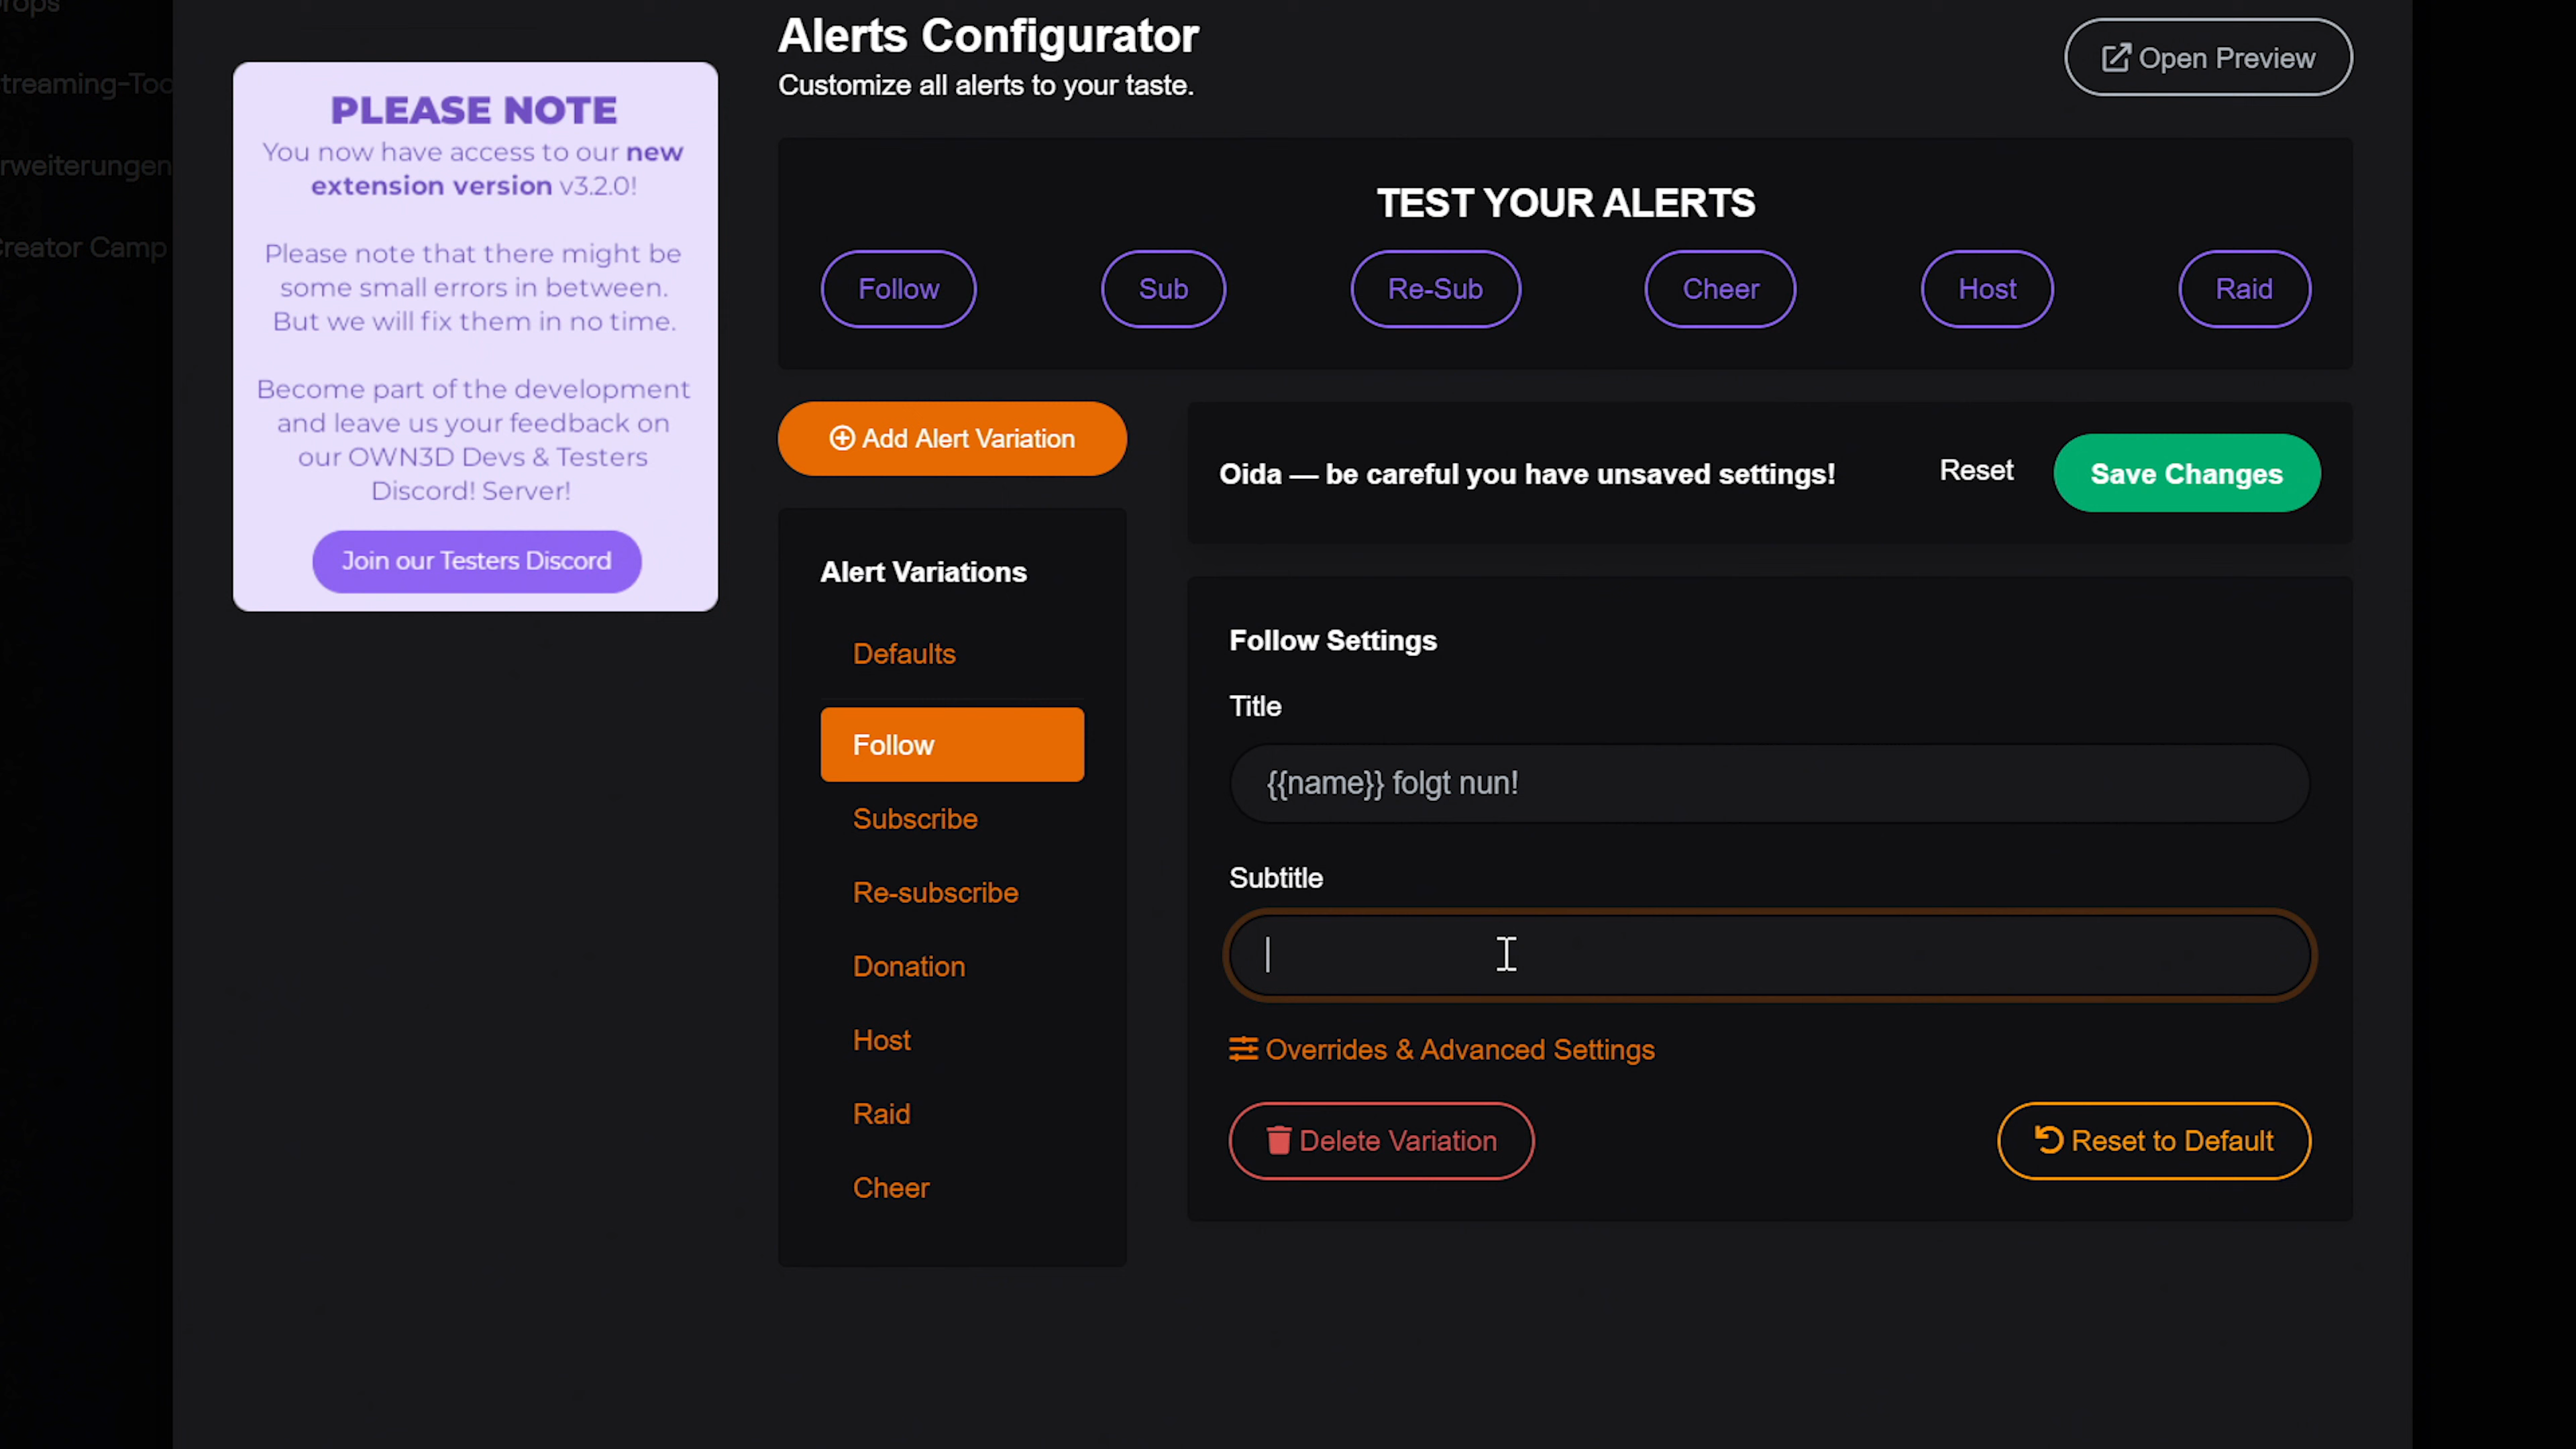 Creator Camp
PLEASE NOTE
You now have access to our new
extension version v3.2.0!
Please note that there might be
some small errors in between.
But we will fix them in no time.
Become part of the development
and leave us your feedback on
our OWN3D Devs & Testers
Discord! Server!
Join our Testers Discord
Alerts Configurator
Customize all alerts to your taste.
Open Preview
TEST YOUR ALERTS
Follow
Sub
Re-Sub
Cheer
Host
Raid
Add Alert Variation
Oida — be careful you have unsaved settings!
Reset
Save Changes
Alert Variations
Defaults
Follow
Subscribe
Re-subscribe
Donation
Host
Raid
Cheer
Follow Settings
Title
{{name}} folgt nun!
Subtitle
Overrides & Advanced Settings
Delete Variation
Reset to Default